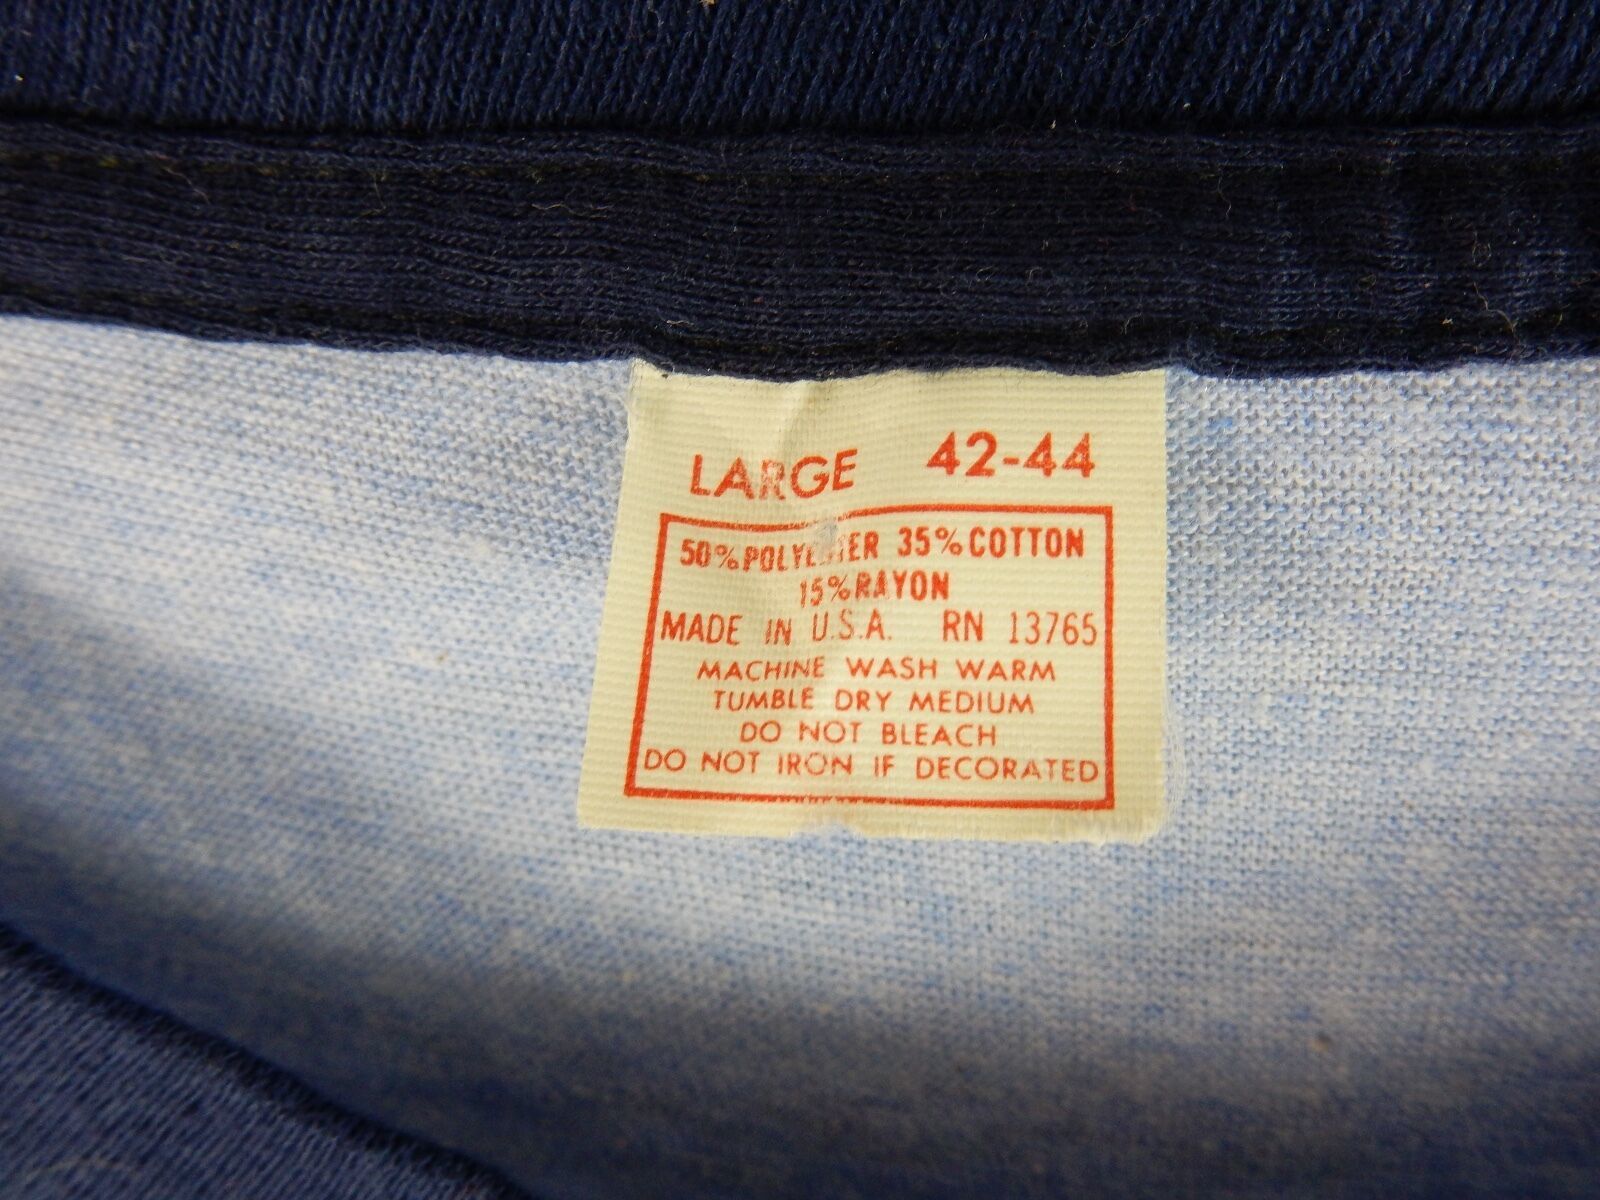 LARGE 42-44
50% POLYESTER 35% COTTON
15% RAYON
MADE IN U.S.A. RN 13765
MACHINE WASH WARM
TUMBLE DRY MEDIUM
DO NOT BLEACH
DO NOT IRON IF DECORATED